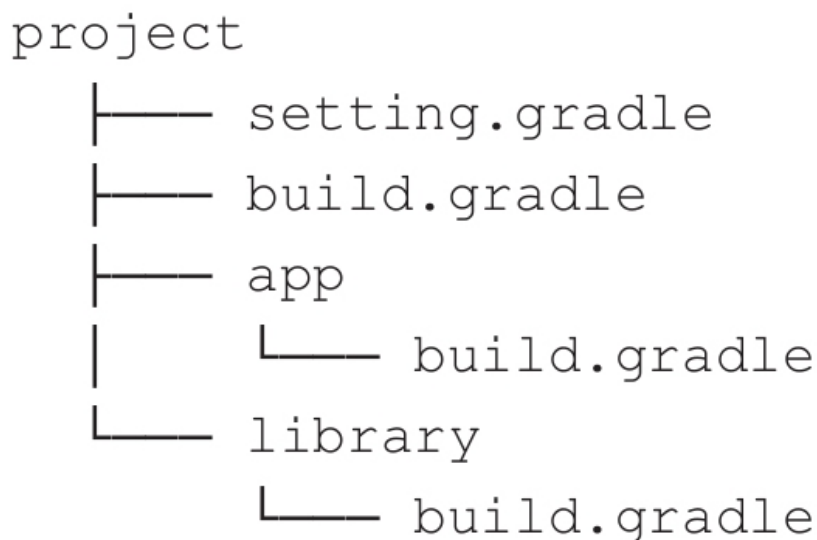 project
├── setting.gradle
├── build.gradle
├── app
│   └── build.gradle
└── library
    └── build.gradle